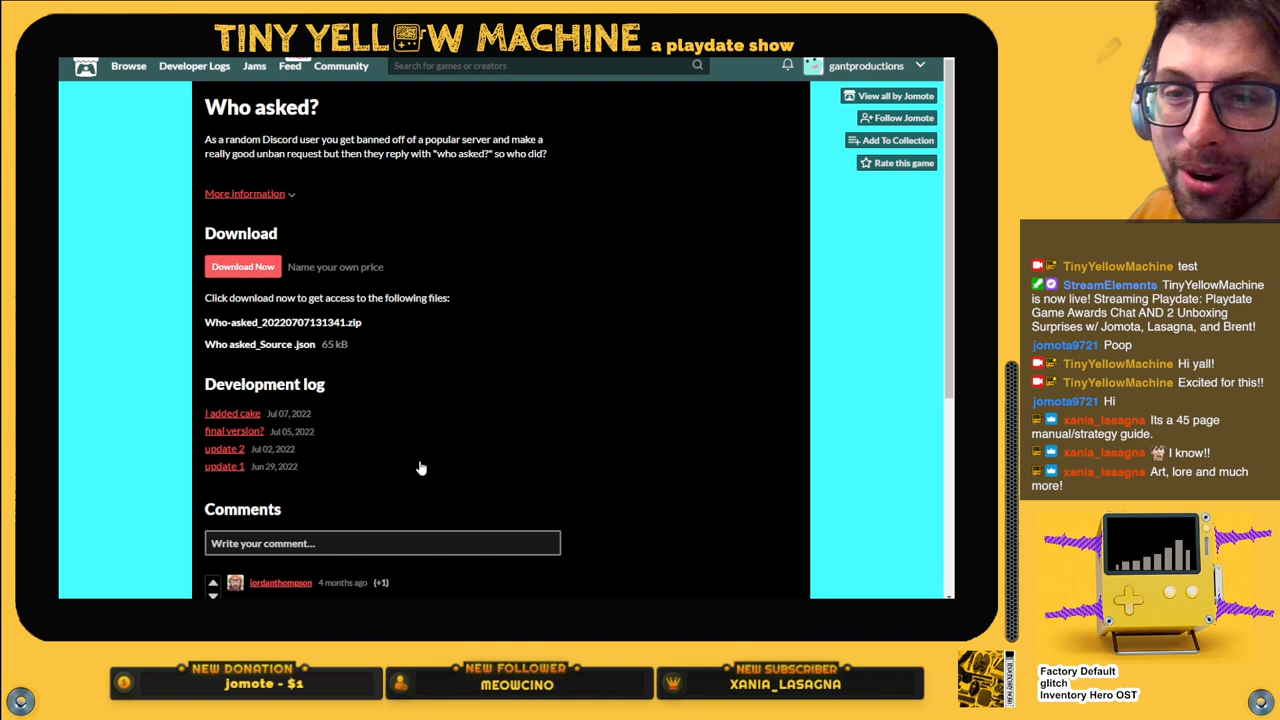 TINY YELLOW MACHINE a playdate show
Browse Developer Logs Jams Feed Community Search for games or creators gantproductions
Who asked?
As a random Discord user you get banned off of a popular server and make a
really good unban request but then they reply with "who asked?" so who did?
More information
Download
Download Now Name your own price
Click download now to get access to the following files:
Who-asked_20220707131341.zip
Who asked_Source .json 65 kB
Development log
I added cake Jul 07, 2022
final version? Jul 05, 2022
update 2 Jul 02, 2022
update 1 Jun 29, 2022
Comments
Write your comment...
jordanthompson 4 months ago (+1)
View all by Jomote
Follow Jomote
Add To Collection
Rate this game
TinyYellowMachine test
StreamElements TinyYellowMachine
is now live! Streaming Playdate: Playdate
Game Awards Chat AND 2 Unboxing
Surprises w/ Jomota, Lasagna, and Brent!
jomota9721 Poop
TinyYellowMachine Hi yall!
TinyYellowMachine Excited for this!!
jomota9721 Hi
xania_lasagna Its a 45 page
manual/strategy guide.
xania_lasagna I know!!
xania_lasagna Art, lore and much
more!
Factory Default
glitch
Inventory Hero OST
NEW DONATION
jomote - $1
NEW FOLLOWER
MEOWCINO
NEW SUBSCRIBER
XANIA_LASAGNA